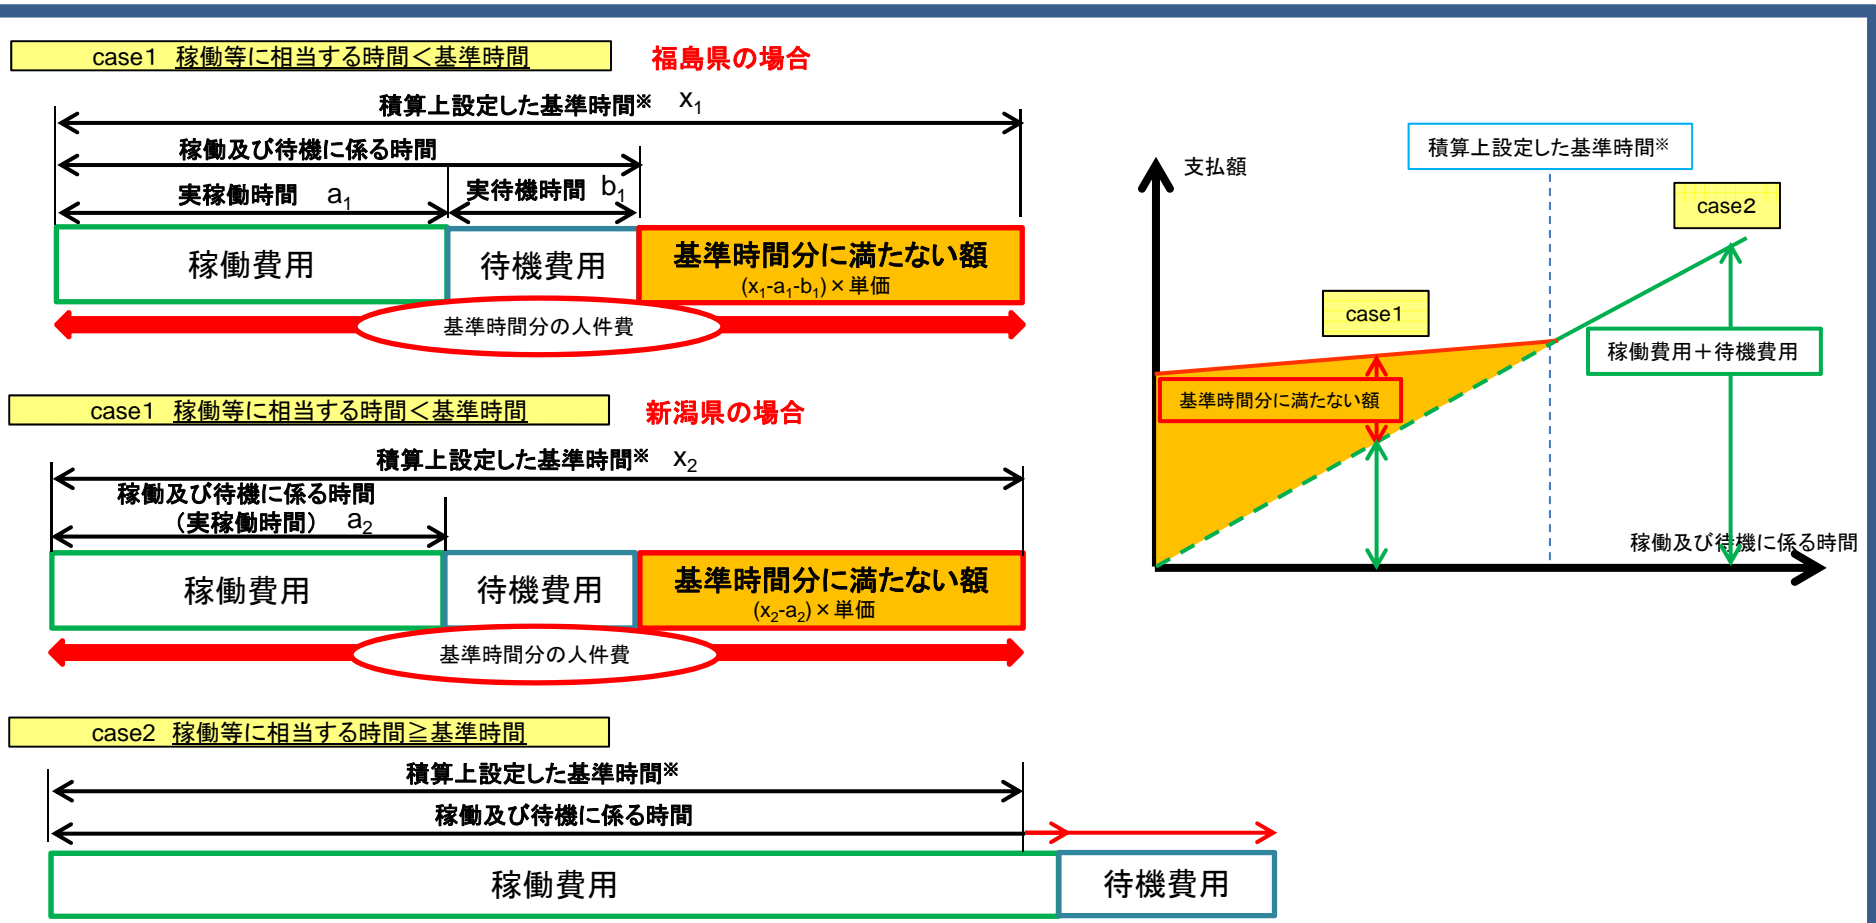 case1 稼働等に相当する時間＜基準時間
福島県の場合
積算上設定した基準時間※ x1
稼働及び待機に係る時間
実稼働時間 a1
実待機時間 b1
稼働費用
待機費用
基準時間分に満たない額
(x1-a1-b1)×単価
基準時間分の人件費
case1 稼働等に相当する時間＜基準時間
新潟県の場合
積算上設定した基準時間※ x2
稼働及び待機に係る時間
（実稼働時間） a2
稼働費用
待機費用
基準時間分に満たない額
(x2-a2)×単価
基準時間分の人件費
case2 稼働等に相当する時間≧基準時間
積算上設定した基準時間※
稼働及び待機に係る時間
稼働費用
待機費用
支払額
積算上設定した基準時間※
case2
case1
稼働費用＋待機費用
基準時間分に満たない額
稼働及び待機に係る時間